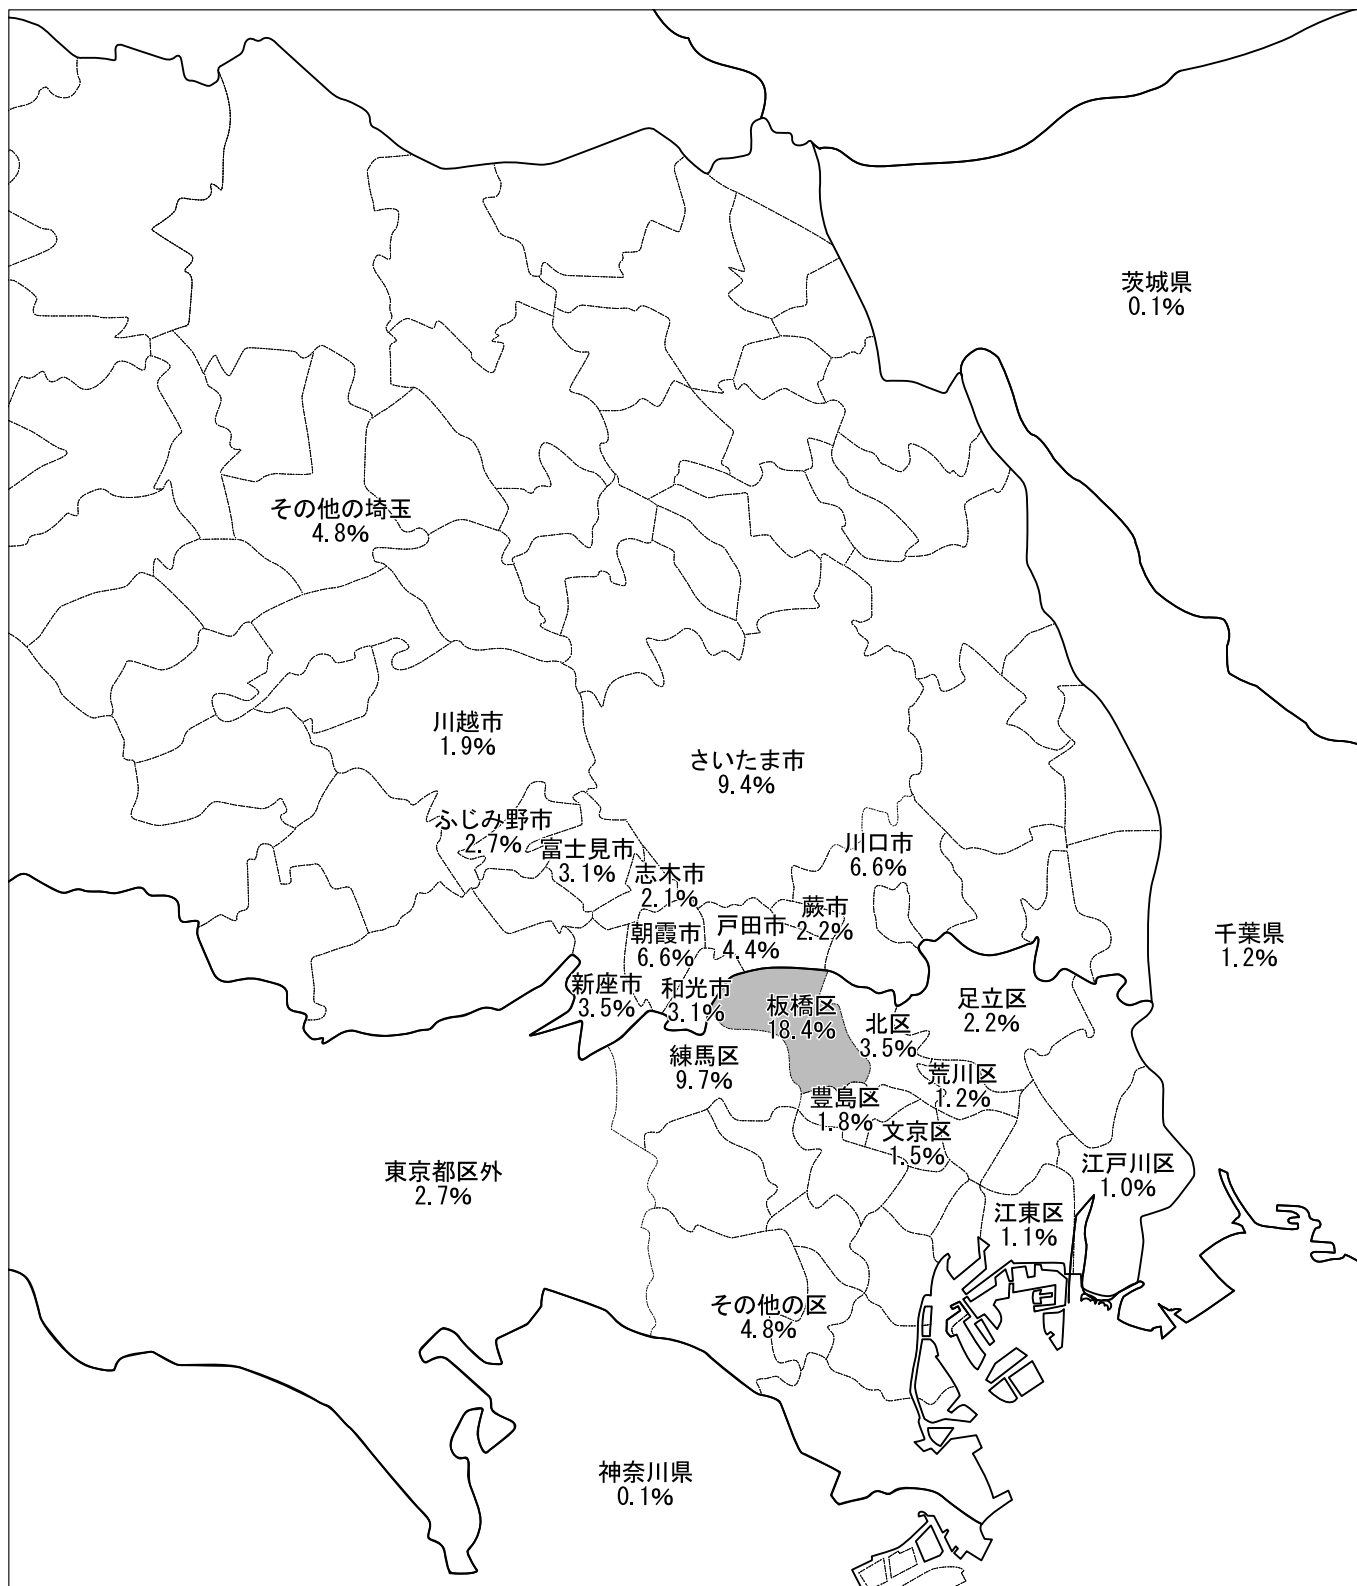 茨城県
0.1%
その他の埼玉
4.8%
川越市
1.9%
さいたま市
9.4%
ふじみ野市
2.7%
富士見市
3.1%
川口市
6.6%
志木市
2.1%
蕨市
2.2%
戸田市
4.4%
朝霞市
6.6%
千葉県
1.2%
新座市
3.5%
和光市
3.1%
板橋区
18.4%
足立区
2.2%
北区
3.5%
練馬区
9.7%
荒川区
1.2%
豊島区
1.8%
文京区
1.5%
東京都区外
2.7%
江戸川区
1.0%
江東区
1.1%
その他の区
4.8%
神奈川県
0.1%